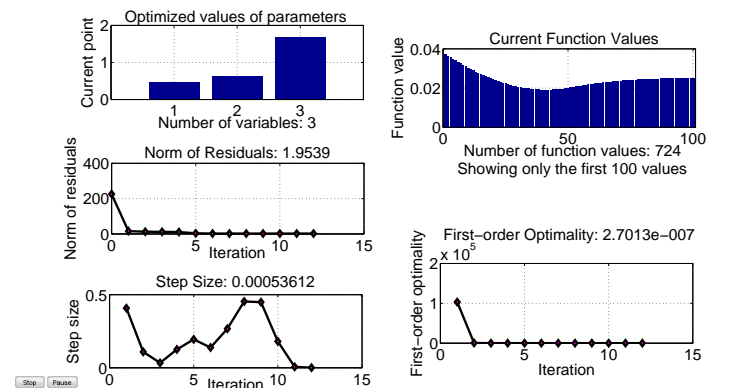 Optimized values of parameters
Current point
2
1
0
1 2 3
Number of variables: 3
Current Function Values
Function value
0.04
0.02
0
0 50 100
Number of function values: 724
Showing only the first 100 values
Norm of Residuals: 1.9539
Norm of residuals
400
200
0
0 5 10 15
Iteration
First−order Optimality: 2.7013e−007
First−order optimality
x 10^5
2
1
0
0 5 10 15
Iteration
Step Size: 0.00053612
Step size
0.5
0
0 5 10 15
Iteration
Stop Pause